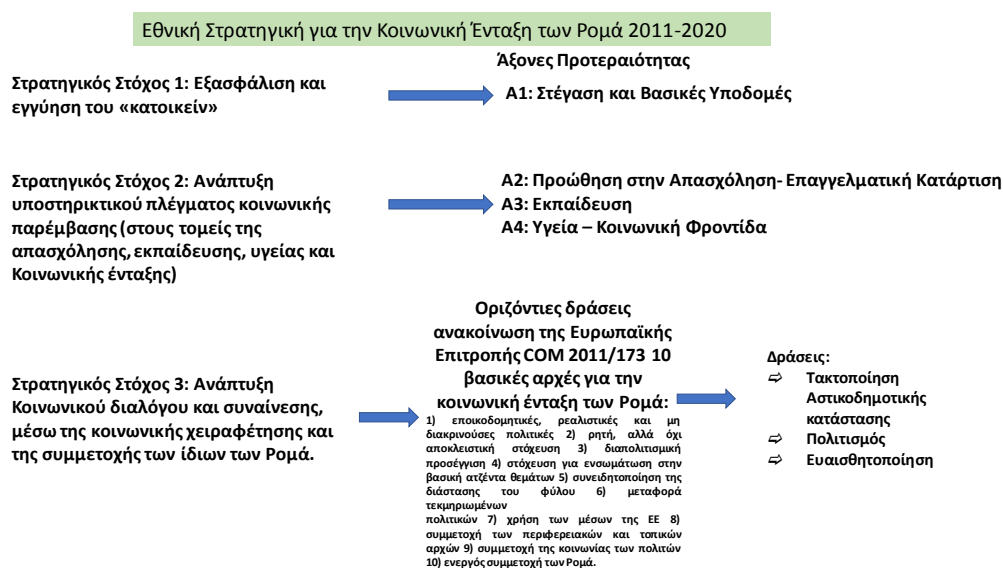 Εθνική Στρατηγική για την Κοινωνική Ένταξη των Ρομά 2011-2020
Άξονες Προτεραιότητας
Στρατηγικός Στόχος 1: Εξασφάλιση και
εγγύηση του «κατοικείν»
Α1: Στέγαση και Βασικές Υποδομές
Στρατηγικός Στόχος 2: Ανάπτυξη
υποστηρικτικού πλέγματος κοινωνικής
παρέμβασης (στους τομείς της
απασχόλησης, εκπαίδευσης, υγείας και
Κοινωνικής ένταξης)
Α2: Προώθηση στην Απασχόληση- Επαγγελματική Κατάρτιση
Α3: Εκπαίδευση
Α4: Υγεία – Κοινωνική Φροντίδα
Στρατηγικός Στόχος 3: Ανάπτυξη
Κοινωνικού διαλόγου και συναίνεσης,
μέσω της κοινωνικής χειραφέτησης και
της συμμετοχής των ίδιων των Ρομά.
Οριζόντιες δράσεις
ανακοίνωση της Ευρωπαϊκής
Επιτροπής COM 2011/173 10
βασικές αρχές για την
κοινωνική ένταξη των Ρομά:
1) εποικοδομητικές, ρεαλιστικές και μη
διακρινούσες πολιτικές 2) ρητή, αλλά όχι
αποκλειστική στόχευση 3) διαπολιτισμική
προσέγγιση 4) στόχευση για ενσωμάτωση στην
βασική ατζέντα θεμάτων 5) συνειδητοποίηση της
διάστασης του φύλου 6) μεταφορά
τεκμηριωμένων
πολιτικών 7) χρήση των μέσων της ΕΕ 8)
συμμετοχή των περιφερειακών και τοπικών
αρχών 9) συμμετοχή της κοινωνίας των πολιτών
10) ενεργός συμμετοχή των Ρομά.
Δράσεις:
⇨ Τακτοποίηση
Αστικοδημοτικής
κατάστασης
⇨ Πολιτισμός
⇨ Ευαισθητοποίηση